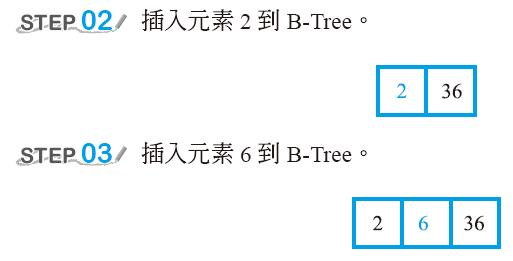 STEP 02 插入元素 2 到 B-Tree。
2 36
STEP 03 插入元素 6 到 B-Tree。
2 6 36